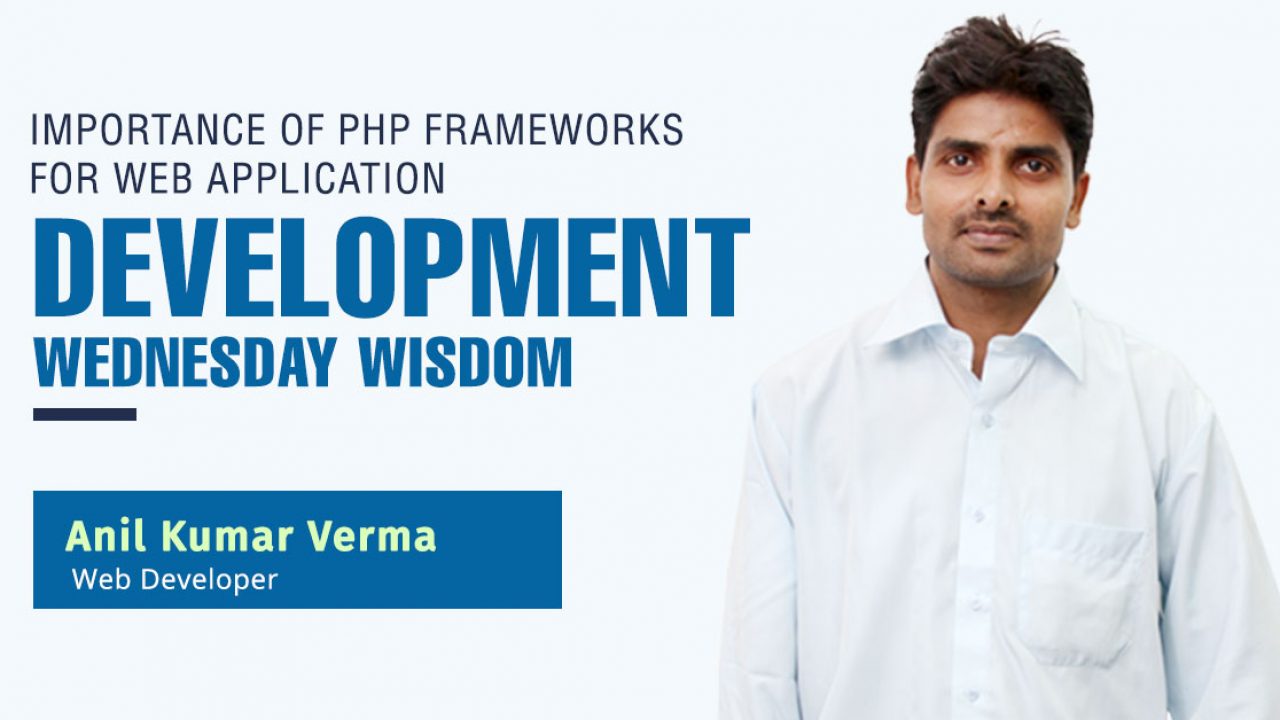 IMPORTANCE OF PHP FRAMEWORKS
FOR WEB APPLICATION
DEVELOPMENT
WEDNESDAY WISDOM
Anil Kumar Verma
Web Developer